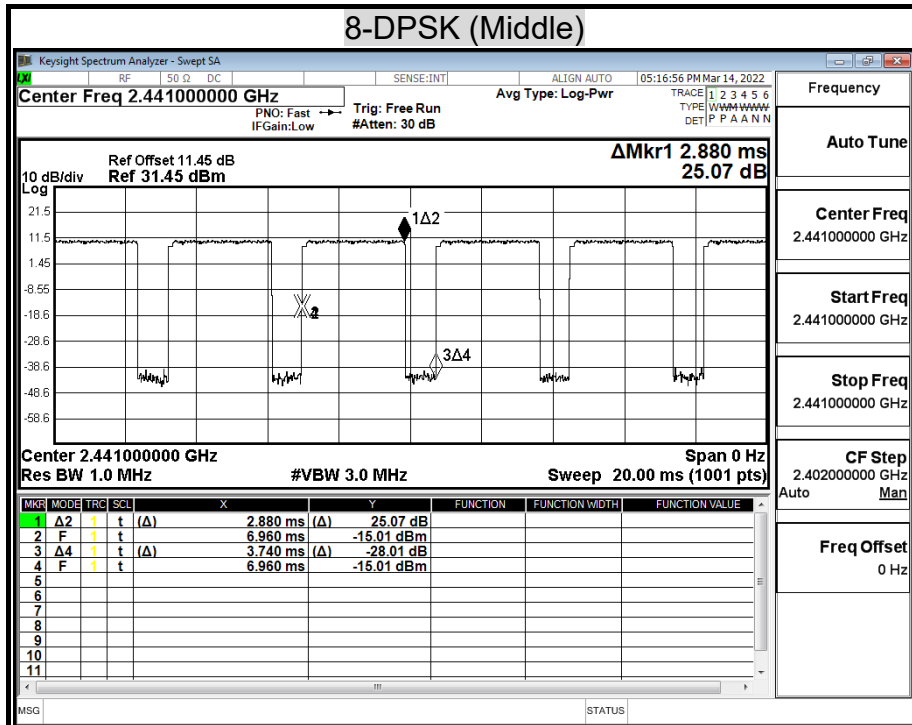 8-DPSK (Middle)
Keysight Spectrum Analyzer - Swept SA
LXI RF 50 Ω DC SENSE:INT ALIGN AUTO 05:16:56 PM Mar 14, 2022
Center Freq 2.441000000 GHz
PNO: Fast
IFGain:Low
Trig: Free Run
#Atten: 30 dB
Avg Type: Log-Pwr
TRACE 1 2 3 4 5 6
TYPE WWMWWWW
DET P P A A N N
ΔMkr1 2.880 ms
25.07 dB
Ref Offset 11.45 dB
10 dB/div Ref 31.45 dBm
Log
21.5
11.5
1.45
-8.55
-18.6
-28.6
-38.6
-48.6
-58.6
1Δ2
3Δ4
Center 2.441000000 GHz Span 0 Hz
Res BW 1.0 MHz #VBW 3.0 MHz Sweep 20.00 ms (1001 pts)
MKR MODE TRC SCL X Y FUNCTION FUNCTION WIDTH FUNCTION VALUE
1 Δ2 1 t (Δ) 2.880 ms (Δ) 25.07 dB
2 F 1 t 6.960 ms -15.01 dBm
3 Δ4 1 t (Δ) 3.740 ms (Δ) -28.01 dB
4 F 1 t 6.960 ms -15.01 dBm
5
6
7
8
9
10
11
MSG STATUS
Frequency
Auto Tune
Center Freq
2.441000000 GHz
Start Freq
2.441000000 GHz
Stop Freq
2.441000000 GHz
CF Step
2.402000000 GHz
Auto Man
Freq Offset
0 Hz